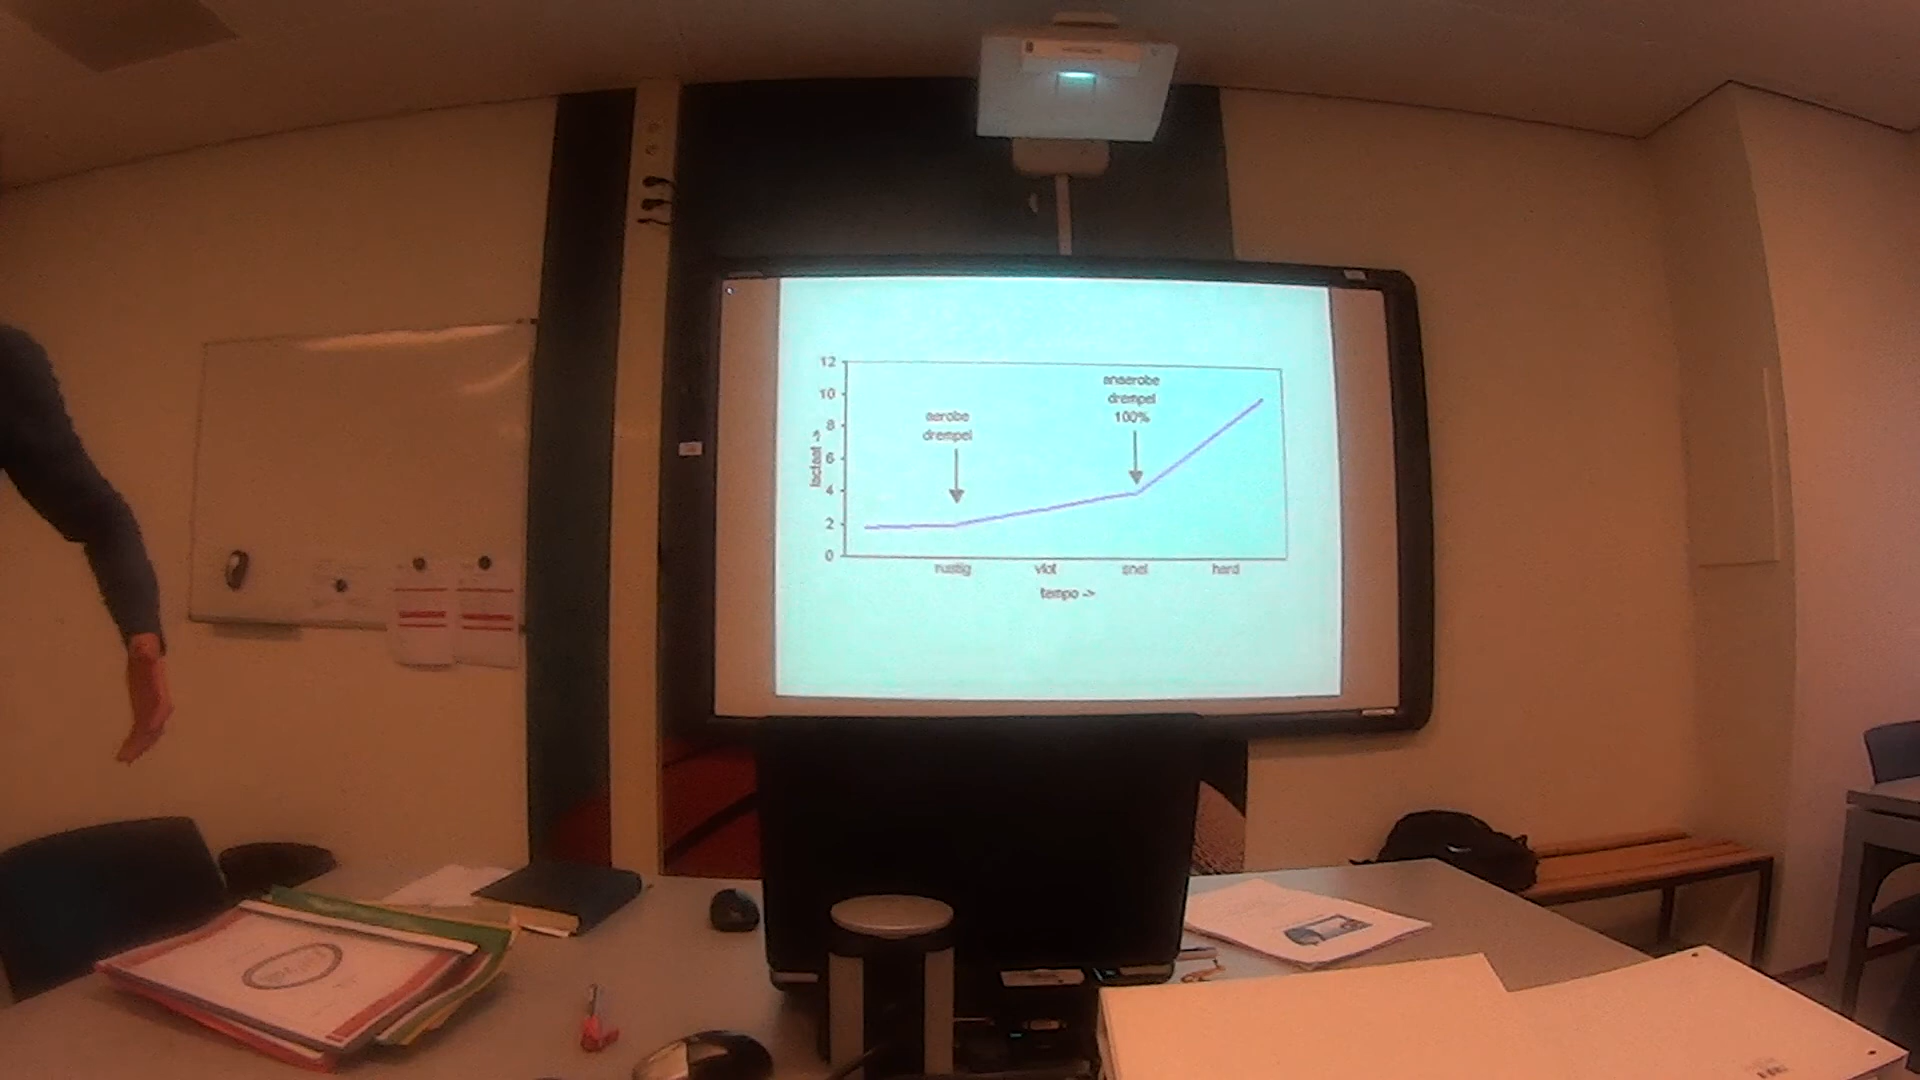 12
10
8
6
4
2
0
lactaat ->
aerobe
drempel
anaerobe
drempel
100%
rustig
vlot
snel
hard
tempo ->